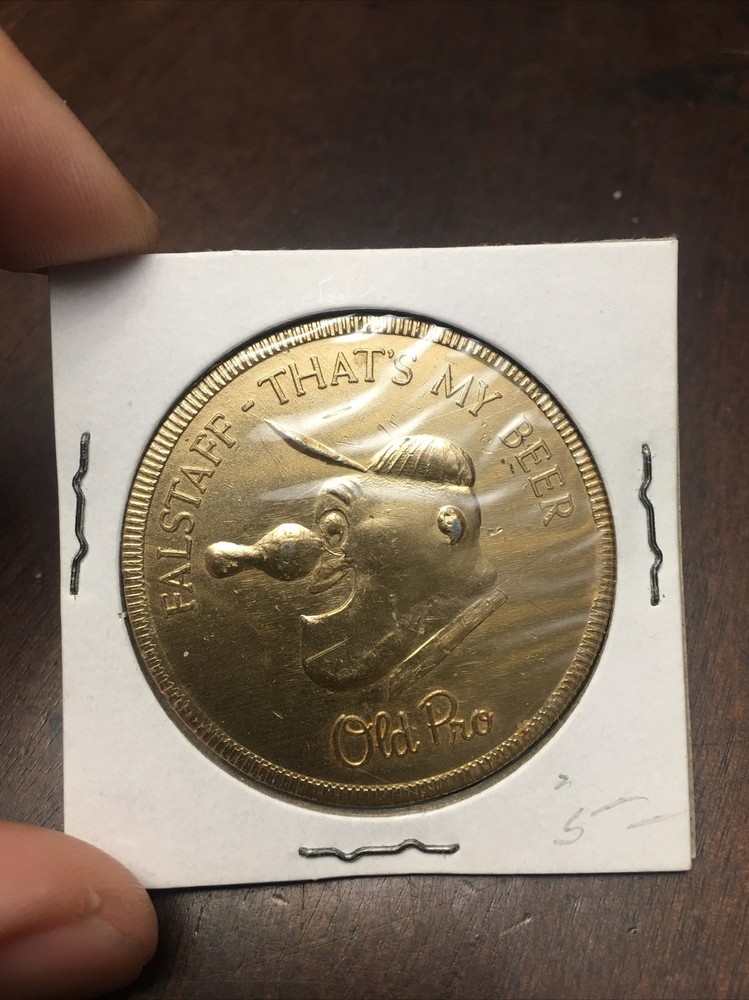 FALSTAFF - THAT'S MY BEER
Old Pro
5